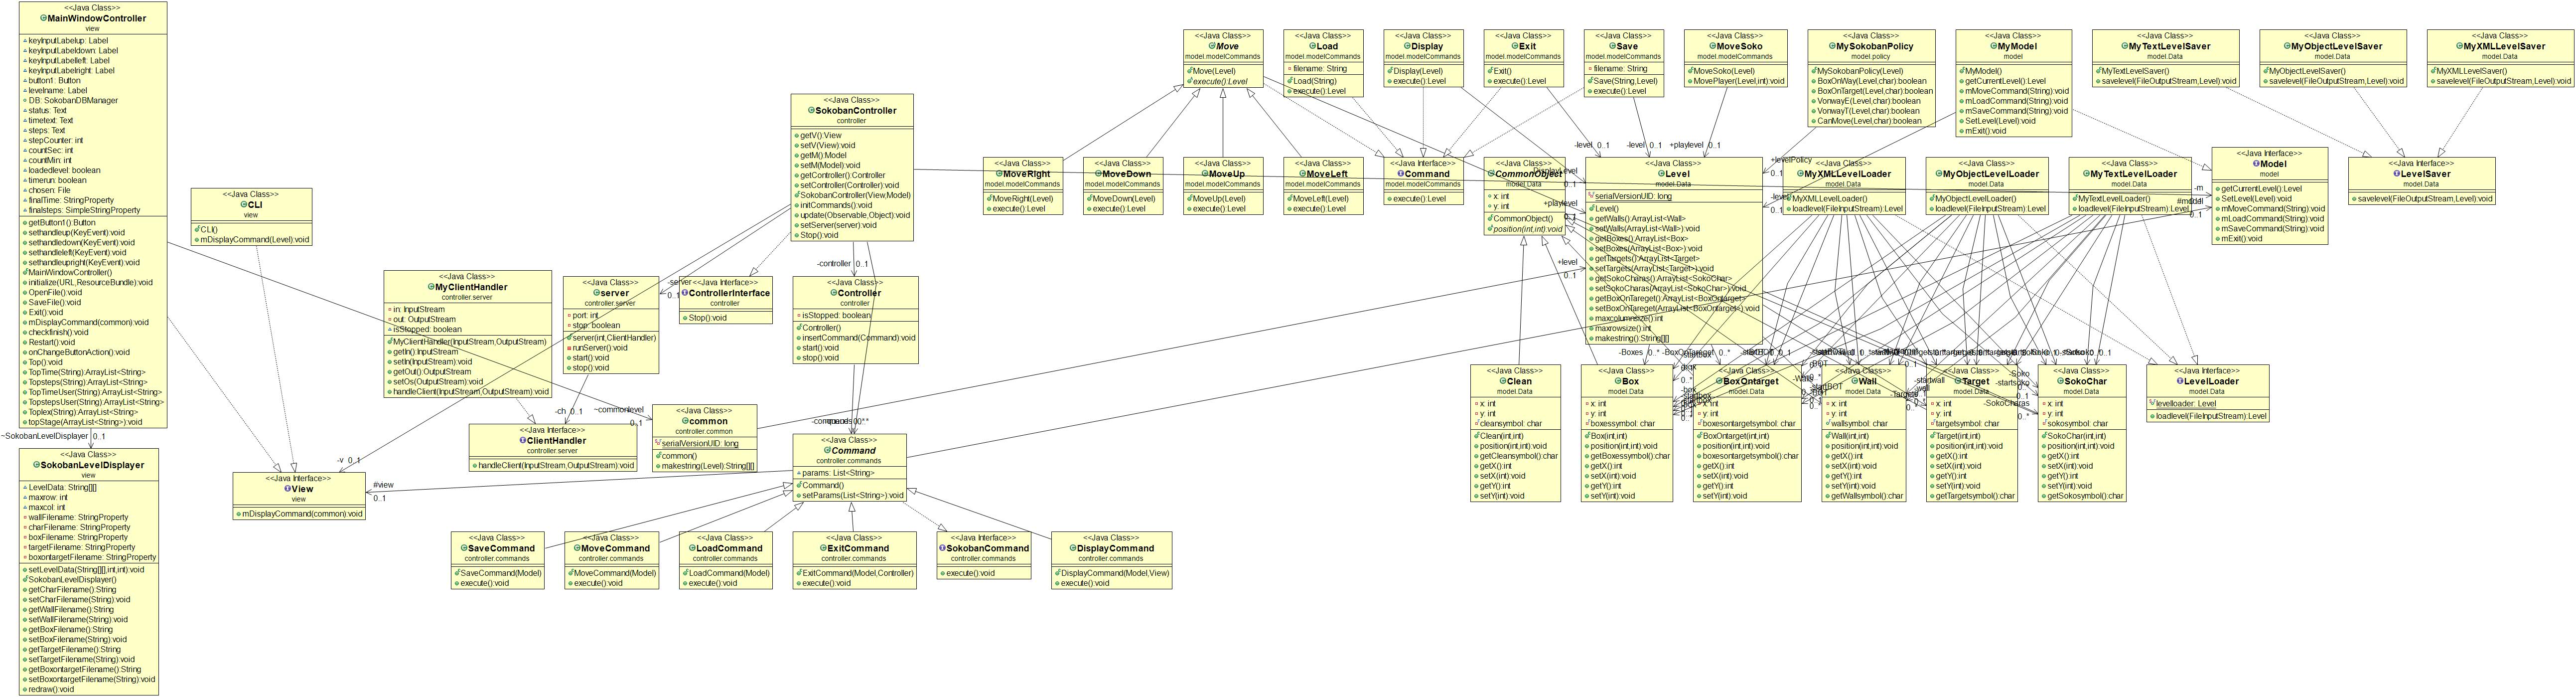 <<Java Class>>
MainWindowController
view
keyInputLabelup: Label
keyInputLabeldown: Label
keyInputLabelleft: Label
keyInputLabelright: Label
button1: Button
levelname: Label
DB: SokobanDBManager
status: Text
timetext: Text
steps: Text
stepCounter: int
countSec: int
countMin: int
loadedlevel: boolean
timerun: boolean
chosen: File
finalTime: StringProperty
finalsteps: SimpleStringProperty
getButton1():Button
sethandleup(KeyEvent):void
sethandledown(KeyEvent):void
sethandleleft(KeyEvent):void
sethandleupright(KeyEvent):void
MainWindowController()
initialize(URL,ResourceBundle):void
OpenFile():void
SaveFile():void
Exit():void
mDisplayCommand(common):void
checkfinish():void
Restart():void
onChangeButtonAction():void
Top():void
TopTime(String):ArrayList<String>
Topsteps(String):ArrayList<String>
TopTimeUser(String):ArrayList<String>
TopstepsUser(String):ArrayList<String>
Toplex(String):ArrayList<String>
topStage(ArrayList<String>):void
~SokobanLevelDisplayer 0..1
<<Java Class>>
SokobanLevelDisplayer
view
LevelData: String[][]
maxrow: int
maxcol: int
wallFilename: StringProperty
charFilename: StringProperty
boxFilename: StringProperty
targetFilename: StringProperty
boxontargetFilename: StringProperty
setLevelData(String[][],int,int):void
SokobanLevelDisplayer()
getCharFilename():String
setCharFilename(String):void
getWallFilename():String
setWallFilename(String):void
getBoxFilename():String
setBoxFilename(String):void
getTargetFilename():String
setTargetFilename(String):void
getBoxontargetFilename():String
setBoxontargetFilename(String):void
redraw():void
<<Java Class>>
CLI
view
CLI()
mDisplayCommand(Level):void
<<Java Interface>>
View
view
mDisplayCommand(common):void
-v 0..1
#view
0..1
<<Java Class>>
MyClientHandler
controller.server
in: InputStream
out: OutputStream
isStopped: boolean
MyClientHandler(InputStream,OutputStream)
getIn():InputStream
setIn(InputStream):void
getOut():OutputStream
setOs(OutputStream):void
handleClient(InputStream,OutputStream):void
<<Java Class>>
server
controller.server
port: int
stop: boolean
server(int,ClientHandler)
runServer():void
start():void
stop():void
-server
0..1
-ch 0..1
<<Java Interface>>
ClientHandler
controller.server
handleClient(InputStream,OutputStream):void
<<Java Interface>>
ControllerInterface
controller
Stop():void
<<Java Class>>
SokobanController
controller
getV():View
setV(View):void
getM():Model
setM(Model):void
getController():Controller
setController(Controller):void
SokobanController(View,Model)
initCommands():void
update(Observable,Object):void
setServer(server):void
Stop():void
-controller 0..1
<<Java Class>>
Controller
controller
isStopped: boolean
Controller()
insertCommand(Command):void
start():void
stop():void
~commonlevel
0..1
<<Java Class>>
common
controller.common
serialVersionUID: long
common()
makestring(Level):String[][]
<<Java Class>>
Command
controller.commands
params: List<String>
Command()
setParams(List<String>):void
<<Java Class>>
SaveCommand
controller.commands
SaveCommand(Model)
execute():void
<<Java Class>>
MoveCommand
controller.commands
MoveCommand(Model)
execute():void
<<Java Class>>
LoadCommand
controller.commands
LoadCommand(Model)
execute():void
<<Java Class>>
ExitCommand
controller.commands
ExitCommand(Model,Controller)
execute():void
<<Java Interface>>
SokobanCommand
controller.commands
execute():void
<<Java Class>>
DisplayCommand
controller.commands
DisplayCommand(Model,View)
execute():void
<<Java Class>>
Move
model.modelCommands
Move(Level)
execute():Level
<<Java Class>>
Load
model.modelCommands
filename: String
Load(String)
execute():Level
<<Java Class>>
Display
model.modelCommands
Display(Level)
execute():Level
<<Java Class>>
Exit
model.modelCommands
Exit()
execute():Level
<<Java Class>>
Save
model.modelCommands
filename: String
Save(String,Level)
execute():Level
<<Java Class>>
MoveSoko
model.modelCommands
MoveSoko(Level)
MovePlayer(Level,int):void
<<Java Class>>
MySokobanPolicy
model.policy
MySokobanPolicy(Level)
BoxOnWay(Level,char):boolean
BoxOnTarget(Level,char):boolean
VonwayE(Level,char):boolean
VonwayT(Level,char):boolean
CanMove(Level,char):boolean
<<Java Class>>
MyModel
model
MyModel()
getCurrentLevel():Level
mMoveCommand(String):void
mLoadCommand(String):void
mSaveCommand(String):void
SetLevel(Level):void
mExit():void
<<Java Class>>
MyTextLevelSaver
model.Data
MyTextLevelSaver()
savelevel(FileOutputStream,Level):void
<<Java Class>>
MyObjectLevelSaver
model.Data
MyObjectLevelSaver()
savelevel(FileOutputStream,Level):void
<<Java Class>>
MyXMLLevelSaver
model.Data
MyXMLLevelSaver()
savelevel(FileOutputStream,Level):void
<<Java Class>>
MoveRight
model.modelCommands
MoveRight(Level)
execute():Level
<<Java Class>>
MoveDown
model.modelCommands
MoveDown(Level)
execute():Level
<<Java Class>>
MoveUp
model.modelCommands
MoveUp(Level)
execute():Level
<<Java Class>>
MoveLeft
model.modelCommands
MoveLeft(Level)
execute():Level
<<Java Interface>>
Command
model.modelCommands
execute():Level
<<Java Class>>
CommonObject
model.Data
x: int
y: int
CommonObject()
position(int,int):void
-level 0..1
-level 0..1
+playlevel 0..1
+levelPolicy
0..1
-level
0..1
+playlevel
0..1
+level
0..1
<<Java Class>>
Level
model.Data
serialVersionUID: long
Level()
getWalls():ArrayList<Wall>
setWalls(ArrayList<Wall>):void
getBoxes():ArrayList<Box>
setBoxes(ArrayList<Box>):void
getTargets():ArrayList<Target>
setTargets(ArrayList<Target>):void
getSokoCharas():ArrayList<SokoChar>
setSokoCharas(ArrayList<SokoChar>):void
getBoxOnTareget():ArrayList<BoxOntarget>
setBoxOnTareget(ArrayList<BoxOntarget>):void
maxcolumnsize():int
maxrowsize():int
makestring():String[][]
<<Java Class>>
MyXMLLevelLoader
model.Data
MyXMLLevelLoader()
loadlevel(FileInputStream):Level
<<Java Class>>
MyObjectLevelLoader
model.Data
MyObjectLevelLoader()
loadlevel(FileInputStream):Level
<<Java Class>>
MyTextLevelLoader
model.Data
MyTextLevelLoader()
loadlevel(FileInputStream):Level
-m
0..1
<<Java Interface>>
Model
model
getCurrentLevel():Level
SetLevel(Level):void
mMoveCommand(String):void
mLoadCommand(String):void
mSaveCommand(String):void
mExit():void
<<Java Interface>>
LevelSaver
model.Data
savelevel(FileOutputStream,Level):void
<<Java Class>>
Clean
model.Data
x: int
y: int
cleansymbol: char
Clean(int,int)
position(int,int):void
getCleansymbol():char
getX():int
setX(int):void
getY():int
setY(int):void
-Boxes 0..*
<<Java Class>>
Box
model.Data
x: int
y: int
boxessymbol: char
Box(int,int)
getBoxessymbol():char
position(int,int):void
getX():int
setX(int):void
getY():int
setY(int):void
<<Java Class>>
BoxOntarget
model.Data
x: int
y: int
boxesontargetsymbol: char
BoxOntarget(int,int)
boxesontargetsymbol():char
position(int,int):void
getX():int
setX(int):void
getY():int
setY(int):void
<<Java Class>>
Wall
model.Data
x: int
y: int
wallsymbol: char
Wall(int,int)
position(int,int):void
getX():int
setX(int):void
getY():int
setY(int):void
getWallsymbol():char
<<Java Class>>
Target
model.Data
x: int
y: int
targetsymbol: char
Target(int,int)
position(int,int):void
getX():int
setX(int):void
getY():int
setY(int):void
getTargetsymbol():char
-SokoCharas
0..*
<<Java Class>>
SokoChar
model.Data
x: int
y: int
sokosymbol: char
SokoChar(int,int)
position(int,int):void
getX():int
setX(int):void
getY():int
setY(int):void
getSokosymbol():char
<<Java Interface>>
LevelLoader
model.Data
levelloader: Level
loadlevel(FileInputStream):Level